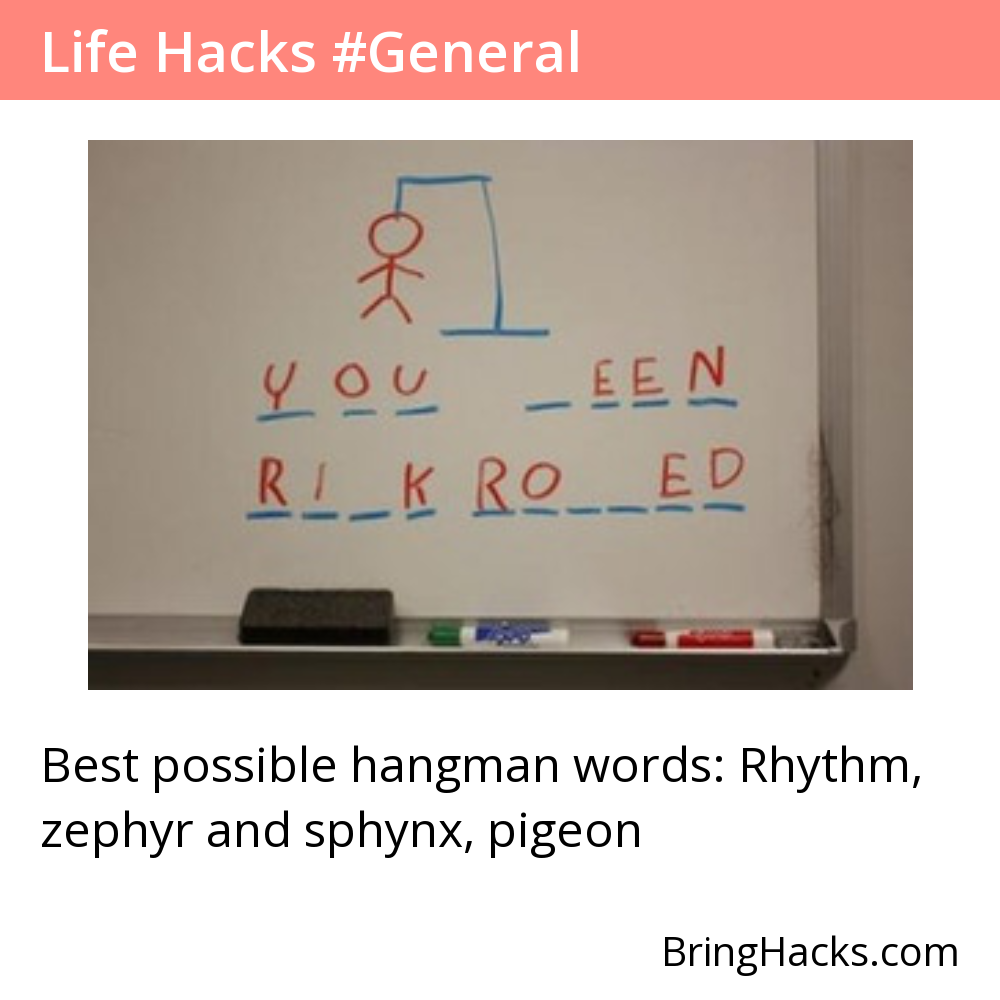 Life Hacks #General
YOU _EEN
RI_K RO__ED
Best possible hangman words: Rhythm,
zephyr and sphynx, pigeon
BringHacks.com